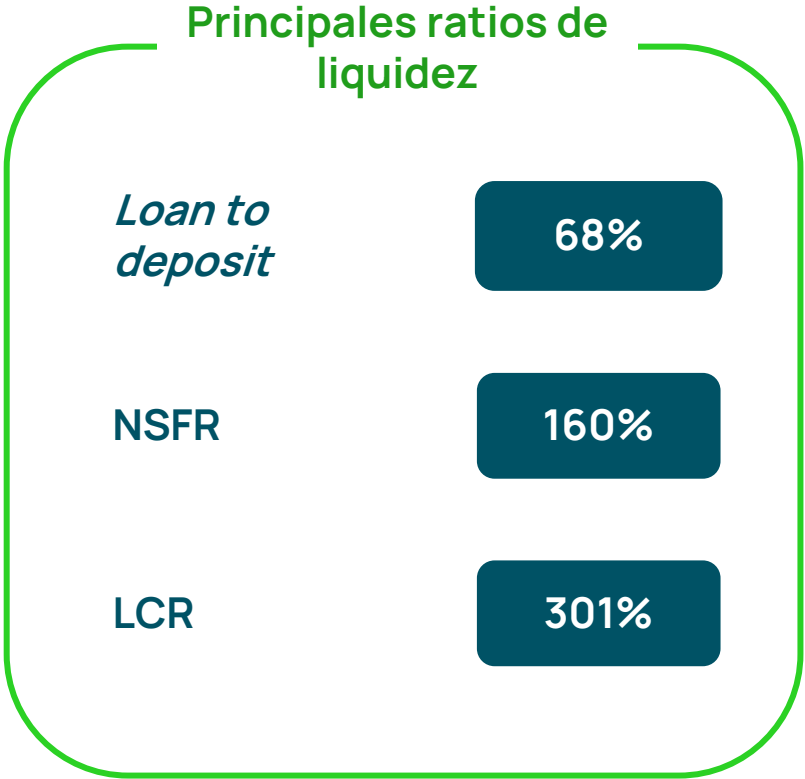 Principales ratios de
liquidez
Loan to
deposit
68%
NSFR
160%
LCR
301%